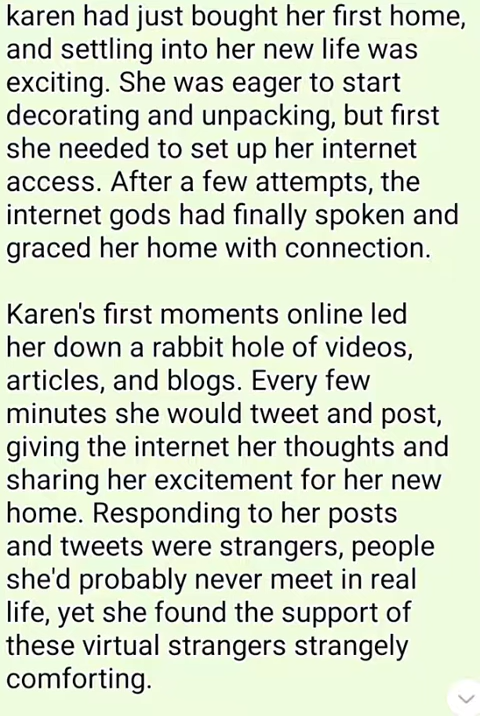 karen had just bought her first home,
and settling into her new life was
exciting. She was eager to start
decorating and unpacking, but first
she needed to set up her internet
access. After a few attempts, the
internet gods had finally spoken and
graced her home with connection.
Karen's first moments online led
her down a rabbit hole of videos,
articles, and blogs. Every few
minutes she would tweet and post,
giving the internet her thoughts and
sharing her excitement for her new
home. Responding to her posts
and tweets were strangers, people
she'd probably never meet in real
life, yet she found the support of
these virtual strangers strangely
comforting.